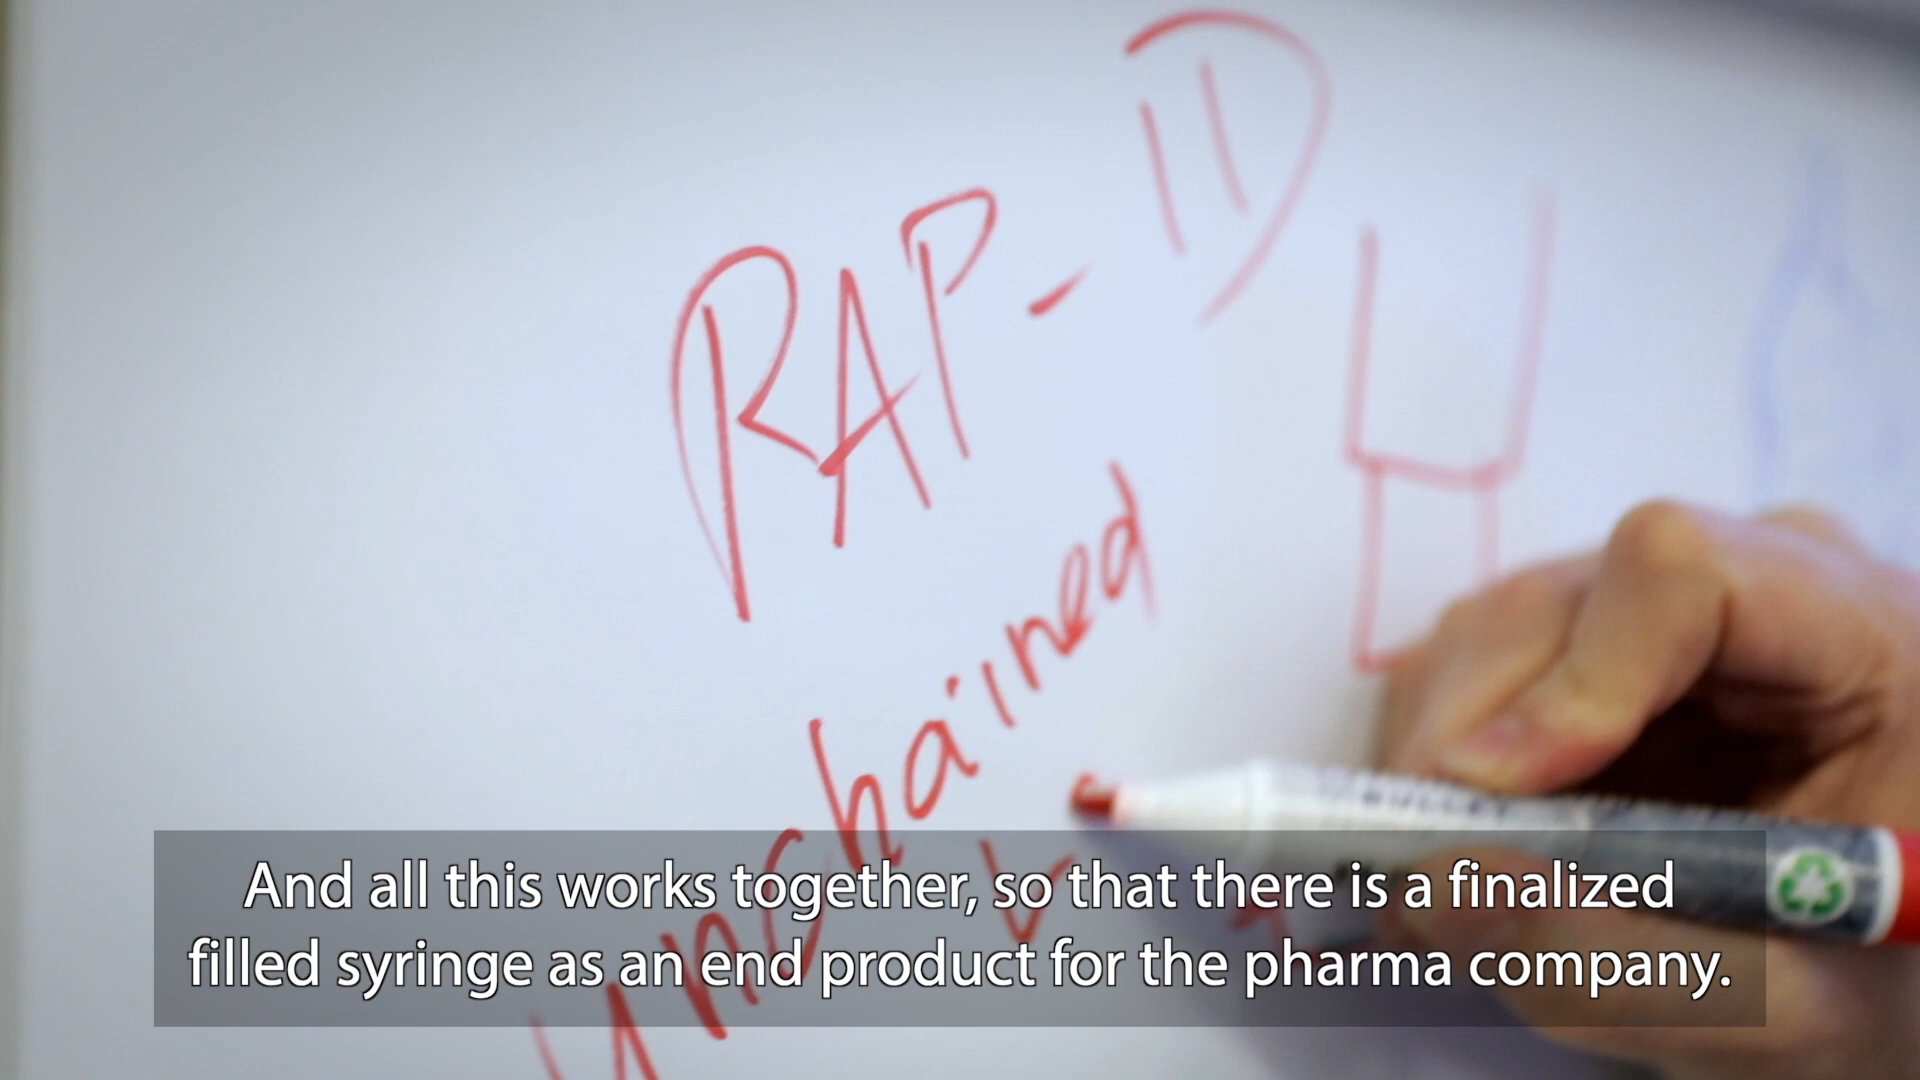 RAP-ID
unchained
L
And all this works together, so that there is a finalized
filled syringe as an end product for the pharma company.